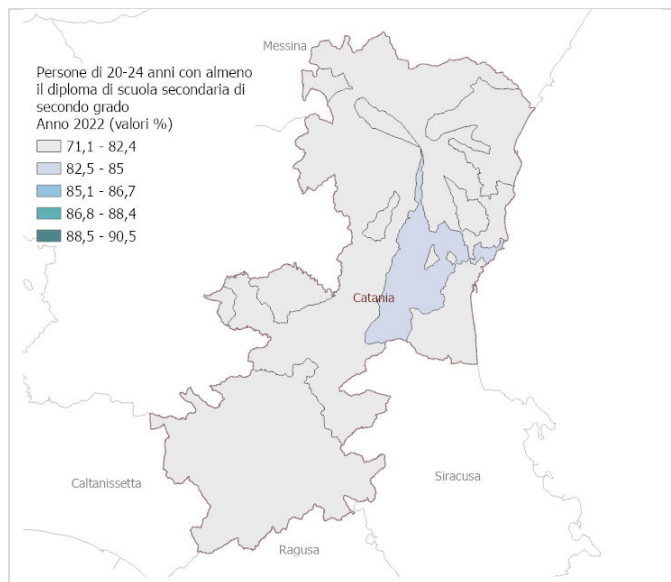 Messina
Persone di 20-24 anni con almeno
il diploma di scuola secondaria di
secondo grado
Anno 2022 (valori %)
71,1 - 82,4
82,5 - 85
85,1 - 86,7
86,8 - 88,4
88,5 - 90,5
Catania
Caltanissetta
Siracusa
Ragusa